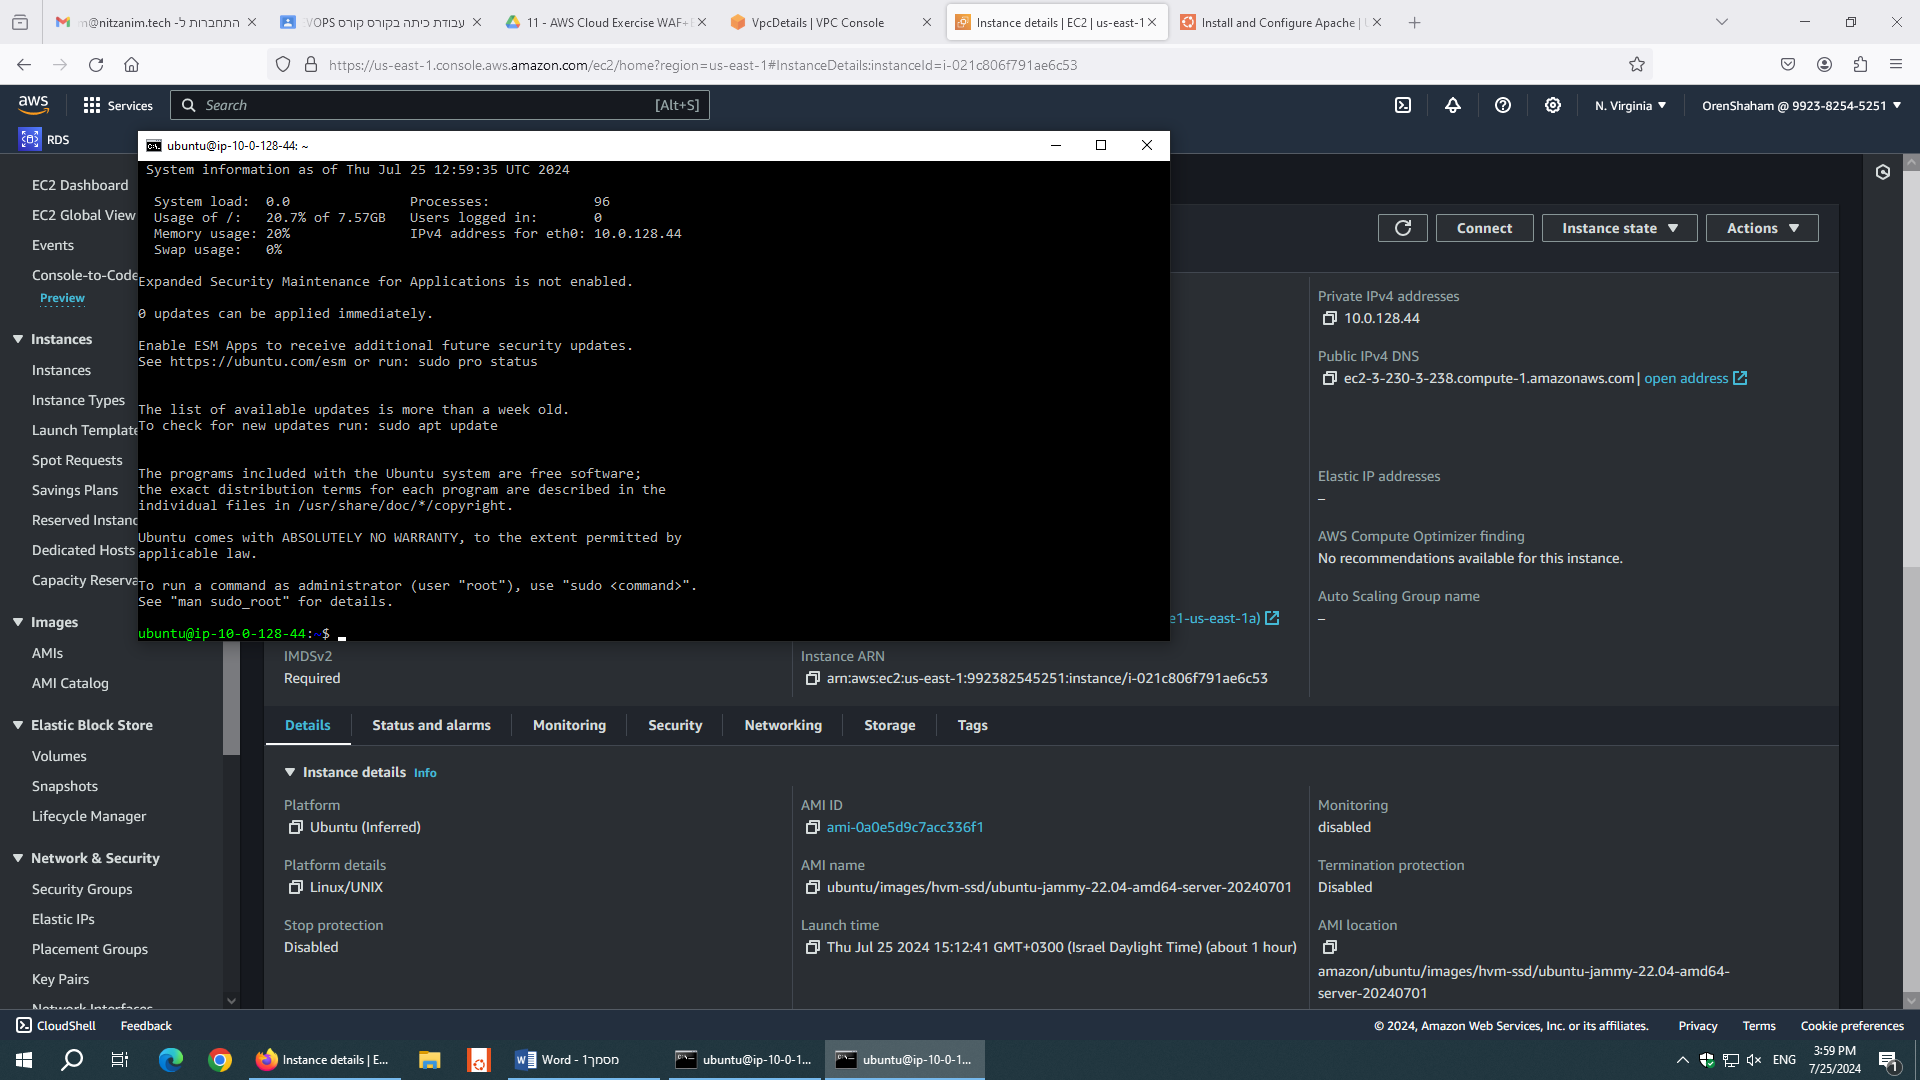 התחברות ל- m@nitzanim.tech
עבודת כיתה בקורס קורס VOPS
11 - AWS Cloud Exercise WAF+
VpcDetails | VPC Console
Instance details | EC2 | us-east-1
Install and Configure Apache |
https://us-east-1.console.aws.amazon.com/ec2/home?region=us-east-1#InstanceDetails:instanceId=i-021c806f791ae6c53
aws
Services
Search
[Alt+S]
N. Virginia
OrenShaham @ 9923-8254-5251
RDS
EC2 Dashboard
EC2 Global View
Events
Console-to-Code
Preview
Instances
Instances
Instance Types
Launch Template
Spot Requests
Savings Plans
Reserved Instanc
Dedicated Hosts
Capacity Reserva
Images
AMIs
AMI Catalog
Elastic Block Store
Volumes
Snapshots
Lifecycle Manager
Network & Security
Security Groups
Elastic IPs
Placement Groups
Key Pairs
Network Interfaces
ubuntu@ip-10-0-128-44: ~
System information as of Thu Jul 25 12:59:35 UTC 2024
System load: 0.0 Processes: 96
Usage of /: 20.7% of 7.57GB Users logged in: 0
Memory usage: 20% IPv4 address for eth0: 10.0.128.44
Swap usage: 0%
Expanded Security Maintenance for Applications is not enabled.
0 updates can be applied immediately.
Enable ESM Apps to receive additional future security updates.
See https://ubuntu.com/esm or run: sudo pro status
The list of available updates is more than a week old.
To check for new updates run: sudo apt update
The programs included with the Ubuntu system are free software;
the exact distribution terms for each program are described in the
individual files in /usr/share/doc/*/copyright.
Ubuntu comes with ABSOLUTELY NO WARRANTY, to the extent permitted by
applicable law.
To run a command as administrator (user "root"), use "sudo <command>".
See "man sudo_root" for details.
ubuntu@ip-10-0-128-44:~$
Connect
Instance state
Actions
Private IPv4 addresses
10.0.128.44
Public IPv4 DNS
ec2-3-230-3-238.compute-1.amazonaws.com | open address
Elastic IP addresses
–
AWS Compute Optimizer finding
No recommendations available for this instance.
Auto Scaling Group name
–
e1-us-east-1a)
IMDSv2
Required
Instance ARN
arn:aws:ec2:us-east-1:992382545251:instance/i-021c806f791ae6c53
Details
Status and alarms
Monitoring
Security
Networking
Storage
Tags
Instance details Info
Platform
Ubuntu (Inferred)
AMI ID
ami-0a0e5d9c7acc336f1
Monitoring
disabled
Platform details
Linux/UNIX
AMI name
ubuntu/images/hvm-ssd/ubuntu-jammy-22.04-amd64-server-20240701
Termination protection
Disabled
Stop protection
Disabled
Launch time
Thu Jul 25 2024 15:12:41 GMT+0300 (Israel Daylight Time) (about 1 hour)
AMI location
amazon/ubuntu/images/hvm-ssd/ubuntu-jammy-22.04-amd64-
server-20240701
CloudShell
Feedback
© 2024, Amazon Web Services, Inc. or its affiliates.
Privacy
Terms
Cookie preferences
Instance details | E...
Word - מסמך1
ubuntu@ip-10-0-1...
ubuntu@ip-10-0-1...
ENG
3:59 PM
7/25/2024
1